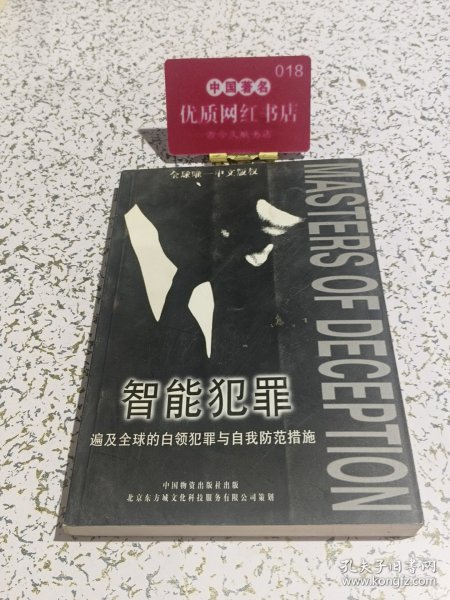 018
中国著名
优质网红书店
全球唯一中文版权
MASTERS OF DECEPTION
智能犯罪
遍及全球的白领犯罪与自我防范措施
中国物资出版社出版
北京东方城文化科技服务有限公司策划
孔夫子旧书网
www.kongfz.com